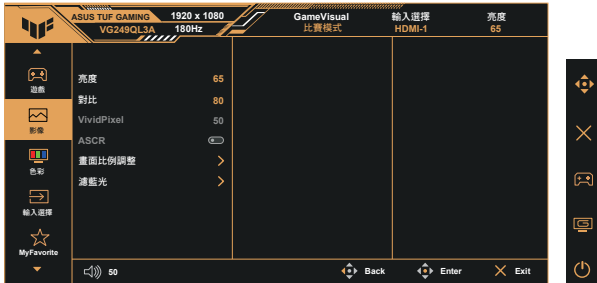 ASUS TUF GAMING 1920 x 1080
VG249QL3A 180Hz
GameVisual
比賽模式
輸入選擇
HDMI-1
亮度
65
遊戲
影像
色彩
輸入選擇
MyFavorite
亮度 65
對比 80
VividPixel 50
ASCR
畫面比例調整
濾藍光
50
Back
Enter
Exit